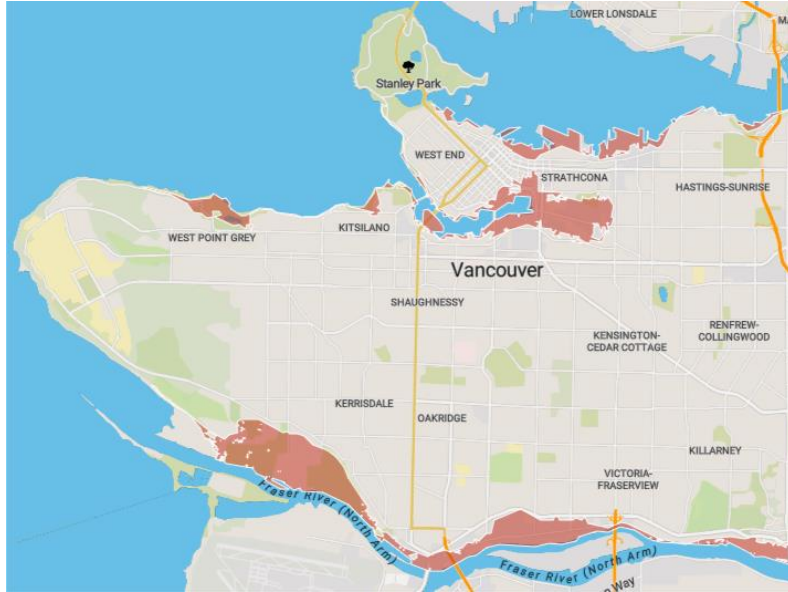 LOWER LONSDALE
Stanley Park
WEST END
STRATHCONA
HASTINGS-SUNRISE
WEST POINT GREY
KITSILANO
Vancouver
SHAUGHNESSY
KENSINGTON-
CEDAR COTTAGE
RENFREW-
COLLINGWOOD
KERRISDALE
OAKRIDGE
KILLARNEY
VICTORIA-
FRASERVIEW
Fraser River (North Arm)
Fraser River (North Arm)
Way